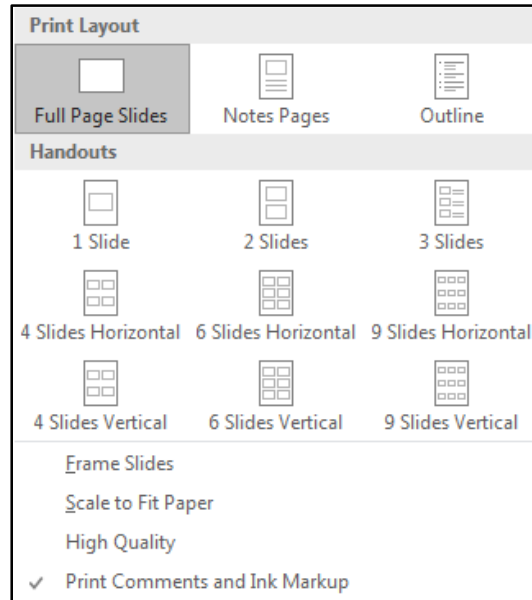 Print Layout
Full Page Slides Notes Pages Outline
Handouts
1 Slide 2 Slides 3 Slides
4 Slides Horizontal 6 Slides Horizontal 9 Slides Horizontal
4 Slides Vertical 6 Slides Vertical 9 Slides Vertical
Frame Slides
Scale to Fit Paper
High Quality
Print Comments and Ink Markup